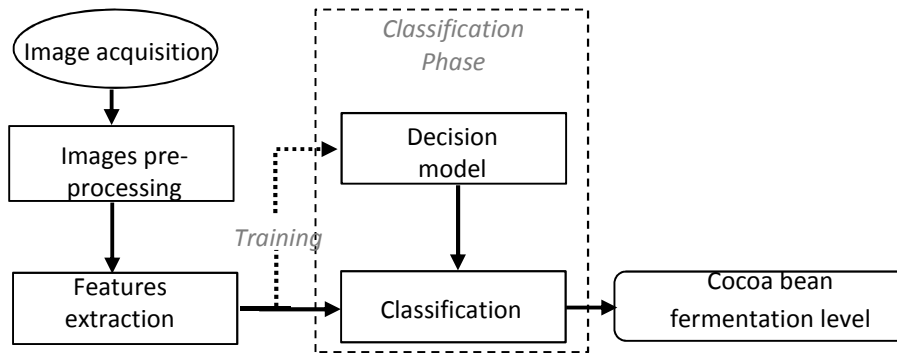 Image acquisition
Images pre-
processing
Features
extraction
Training
Classification
Phase
Decision
model
Classification
Cocoa bean
fermentation level